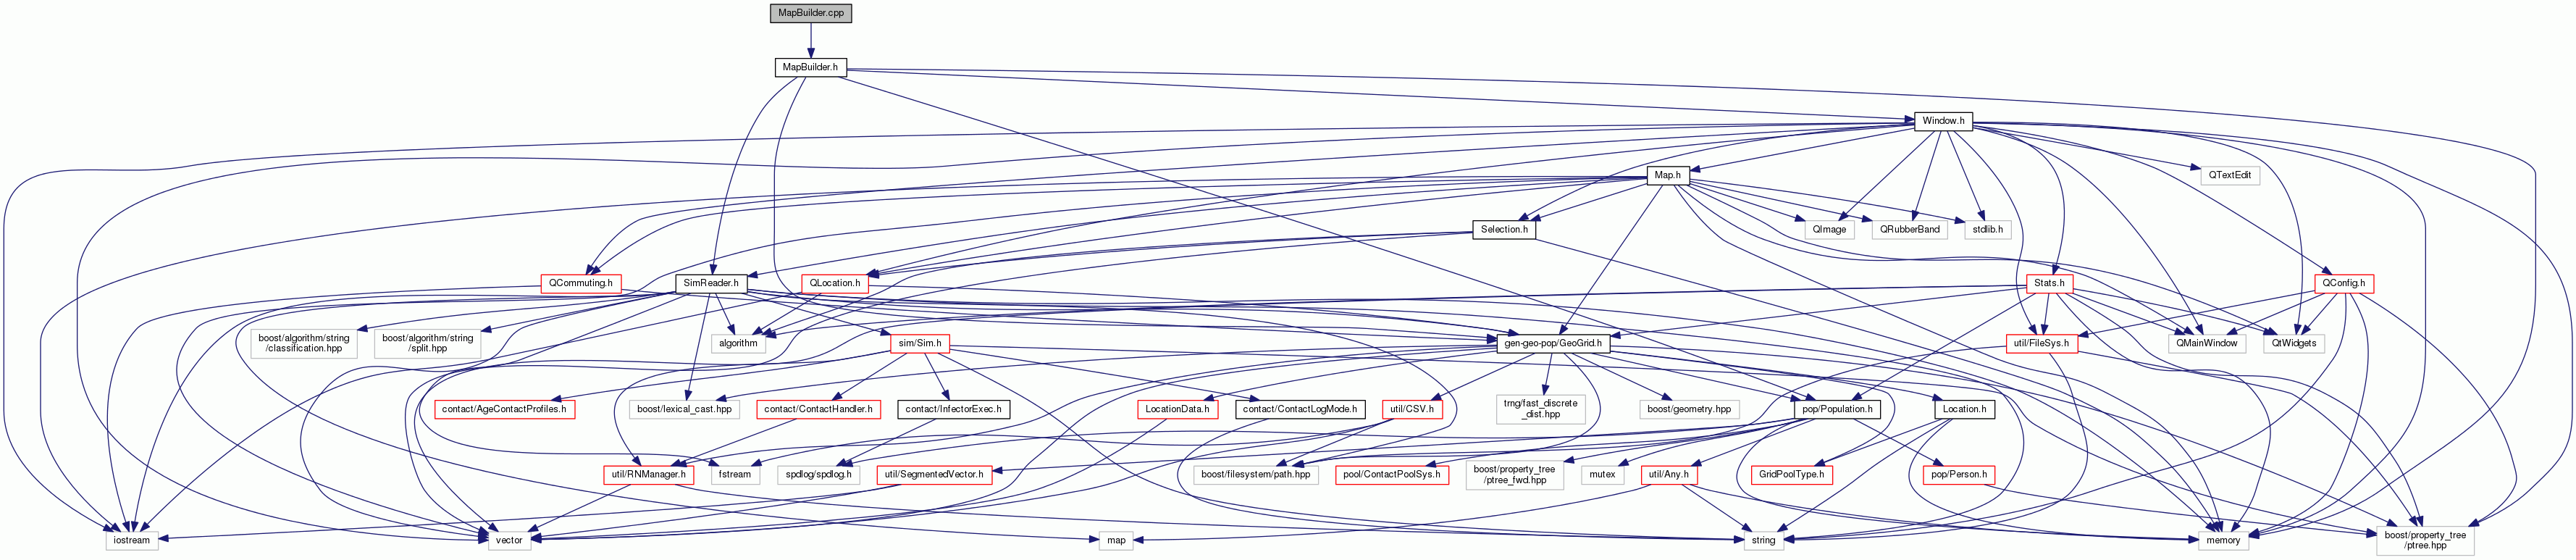 MapBuilder.cpp
MapBuilder.h
Window.h
Map.h
QTextEdit
Selection.h
QImage
QRubberBand
stdlib.h
QCommuting.h
SimReader.h
QLocation.h
Stats.h
QConfig.h
boost/algorithm/string
/classification.hpp
boost/algorithm/string
/split.hpp
algorithm
sim/Sim.h
gen-geo-pop/GeoGrid.h
util/FileSys.h
QMainWindow
QtWidgets
contact/AgeContactProfiles.h
boost/lexical_cast.hpp
contact/ContactHandler.h
contact/InfectorExec.h
LocationData.h
contact/ContactLogMode.h
util/CSV.h
trng/fast_discrete
_dist.hpp
boost/geometry.hpp
pop/Population.h
Location.h
util/RNManager.h
fstream
spdlog/spdlog.h
util/SegmentedVector.h
boost/filesystem/path.hpp
pool/ContactPoolSys.h
boost/property_tree
/ptree_fwd.hpp
mutex
util/Any.h
GridPoolType.h
pop/Person.h
iostream
vector
map
string
memory
boost/property_tree
/ptree.hpp